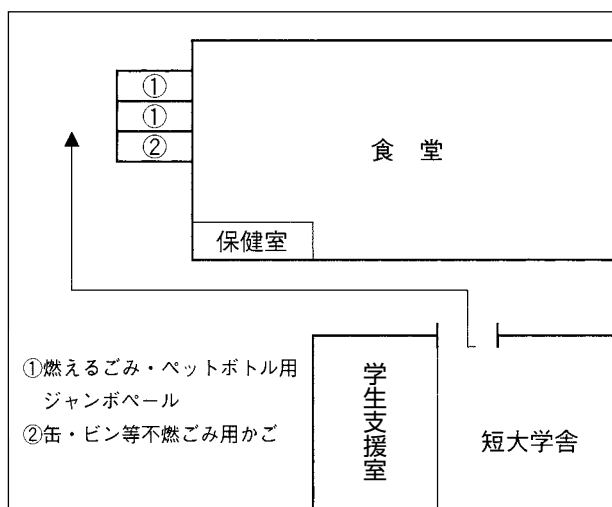 ①
①
②
食 堂
保健室
①燃えるごみ・ペットボトル用
ジャンボペール
②缶・ビン等不燃ごみ用かご
学生支援室
短大学舎